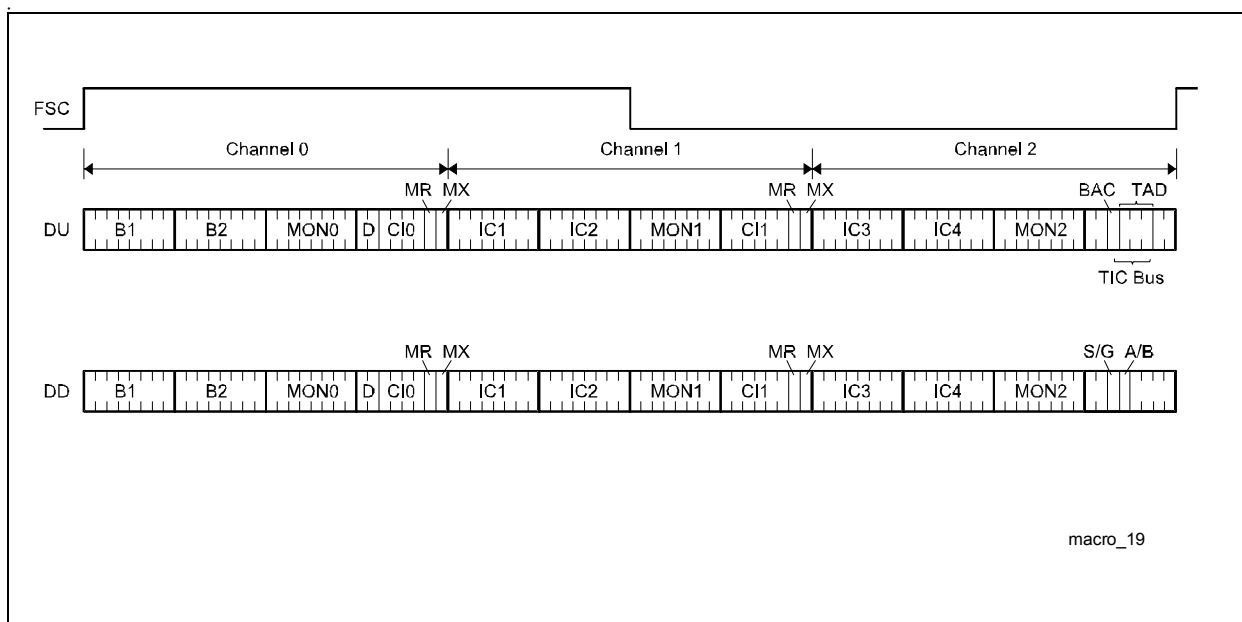 FSC
Channel 0 Channel 1 Channel 2
MR MX MR MX BAC TAD
DU B1 B2 MON0 D CI0 IC1 IC2 MON1 CI1 IC3 IC4 MON2
TIC Bus
MR MX MR MX S/G A/B
DD B1 B2 MON0 D CI0 IC1 IC2 MON1 CI1 IC3 IC4 MON2
macro_19